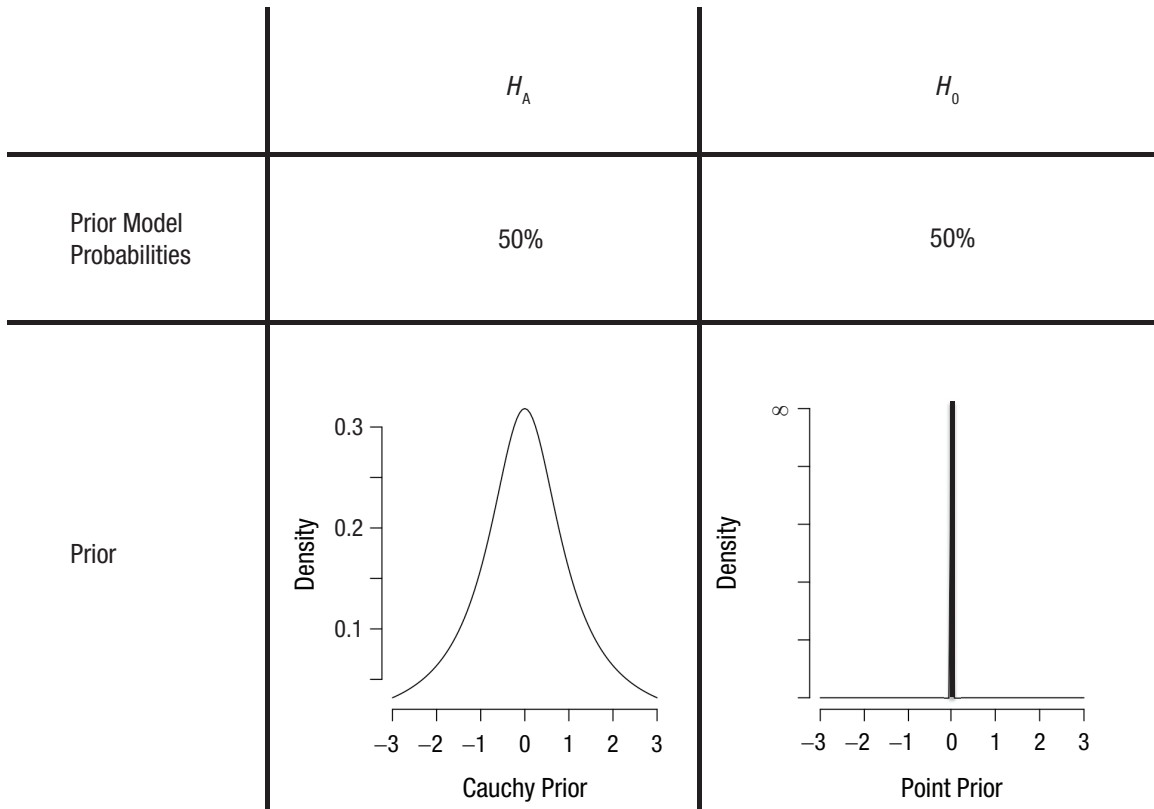 H_A
H_0
Prior Model
Probabilities
50%
50%
Prior
Density
0.3
0.2
0.1
−3 −2 −1 0 1 2 3
Cauchy Prior
Density
∞
−3 −2 −1 0 1 2 3
Point Prior